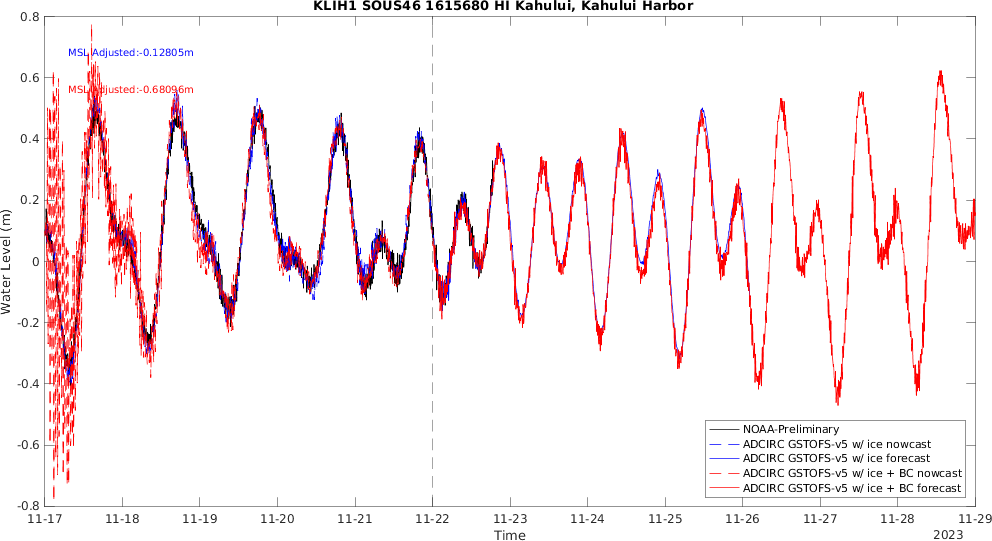 KLIH1 SOUS46 1615680 HI Kahului, Kahului Harbor
0.8
0.6
0.4
0.2
0
-0.2
-0.4
-0.6
-0.8
Water Level (m)
MSL Adjusted:-0.12805m
MSL Adjusted:-0.68096m
NOAA-Preliminary
ADCIRC GSTOFS-v5 w/ ice nowcast
ADCIRC GSTOFS-v5 w/ ice forecast
ADCIRC GSTOFS-v5 w/ ice + BC nowcast
ADCIRC GSTOFS-v5 w/ ice + BC forecast
11-17 11-18 11-19 11-20 11-21 11-22 11-23 11-24 11-25 11-26 11-27 11-28 11-29
Time
2023